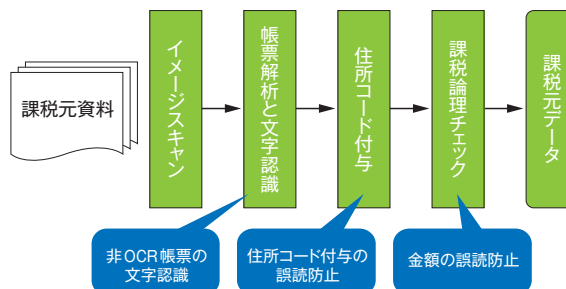 課税元資料
イメージスキャン
帳票解析と文字認識
住所コード付与
課税論理チェック
課税元データ
非OCR帳票の
文字認識
住所コード付与の
誤読防止
金額の誤読防止